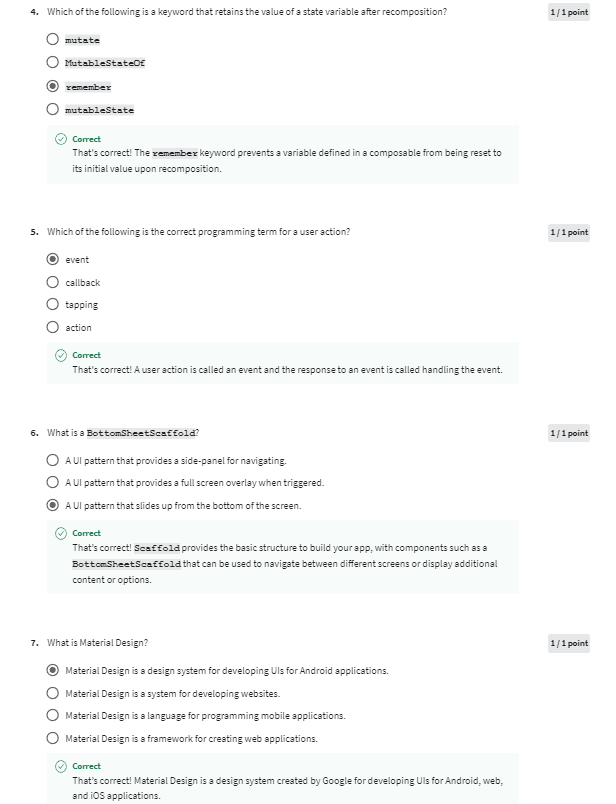 4. Which of the following is a keyword that retains the value of a state variable after recomposition? 1 / 1 point
mutate
MutableStateOf
remember
mutableState
Correct
That's correct! The remember keyword prevents a variable defined in a composable from being reset to
its initial value upon recomposition.
5. Which of the following is the correct programming term for a user action? 1 / 1 point
event
callback
tapping
action
Correct
That's correct! A user action is called an event and the response to an event is called handling the event.
6. What is a BottomSheetScaffold? 1 / 1 point
A UI pattern that provides a side-panel for navigating.
A UI pattern that provides a full screen overlay when triggered.
A UI pattern that slides up from the bottom of the screen.
Correct
That's correct! Scaffold provides the basic structure to build your app, with components such as a
BottomSheetScaffold that can be used to navigate between different screens or display additional
content or options.
7. What is Material Design? 1 / 1 point
Material Design is a design system for developing UIs for Android applications.
Material Design is a system for developing websites.
Material Design is a language for programming mobile applications.
Material Design is a framework for creating web applications.
Correct
That's correct! Material Design is a design system created by Google for developing UIs for Android, web,
and iOS applications.